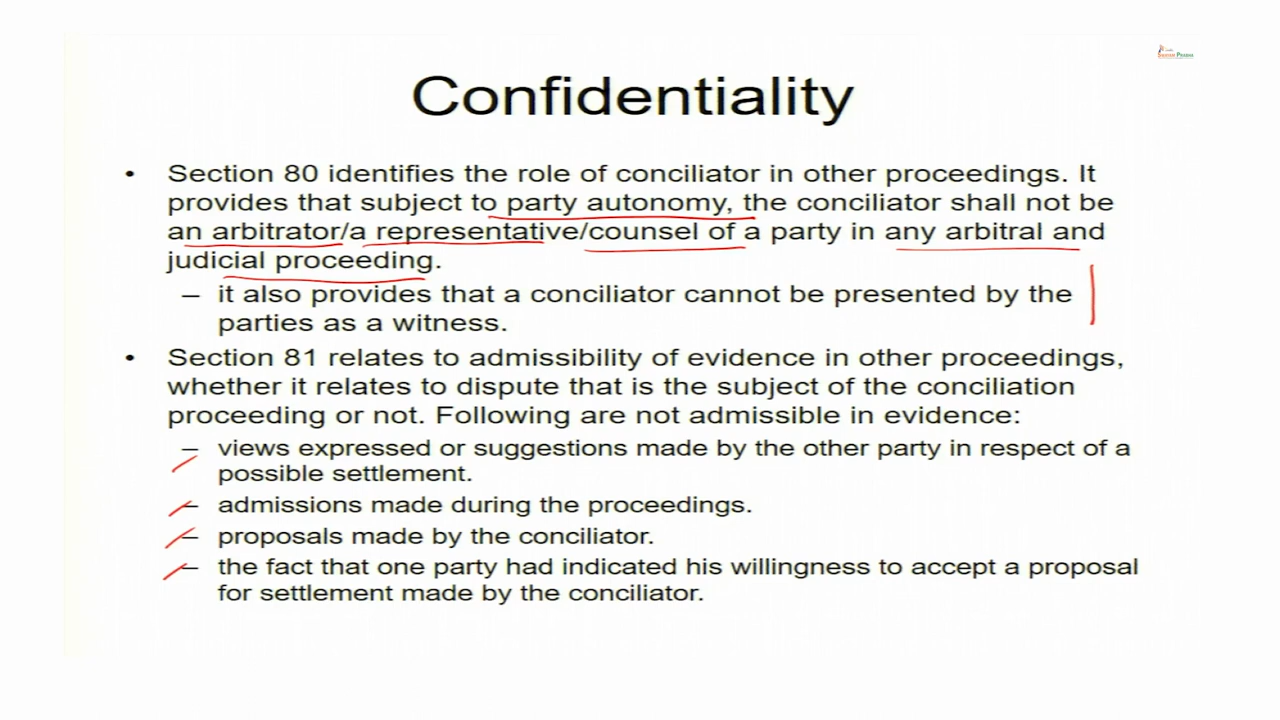 Confidentiality
• Section 80 identifies the role of conciliator in other proceedings. It
provides that subject to party autonomy, the conciliator shall not be
an arbitrator/a representative/counsel of a party in any arbitral and
judicial proceeding.
– it also provides that a conciliator cannot be presented by the
parties as a witness.
• Section 81 relates to admissibility of evidence in other proceedings,
whether it relates to dispute that is the subject of the conciliation
proceeding or not. Following are not admissible in evidence:
– views expressed or suggestions made by the other party in respect of a
possible settlement.
– admissions made during the proceedings.
– proposals made by the conciliator.
– the fact that one party had indicated his willingness to accept a proposal
for settlement made by the conciliator.